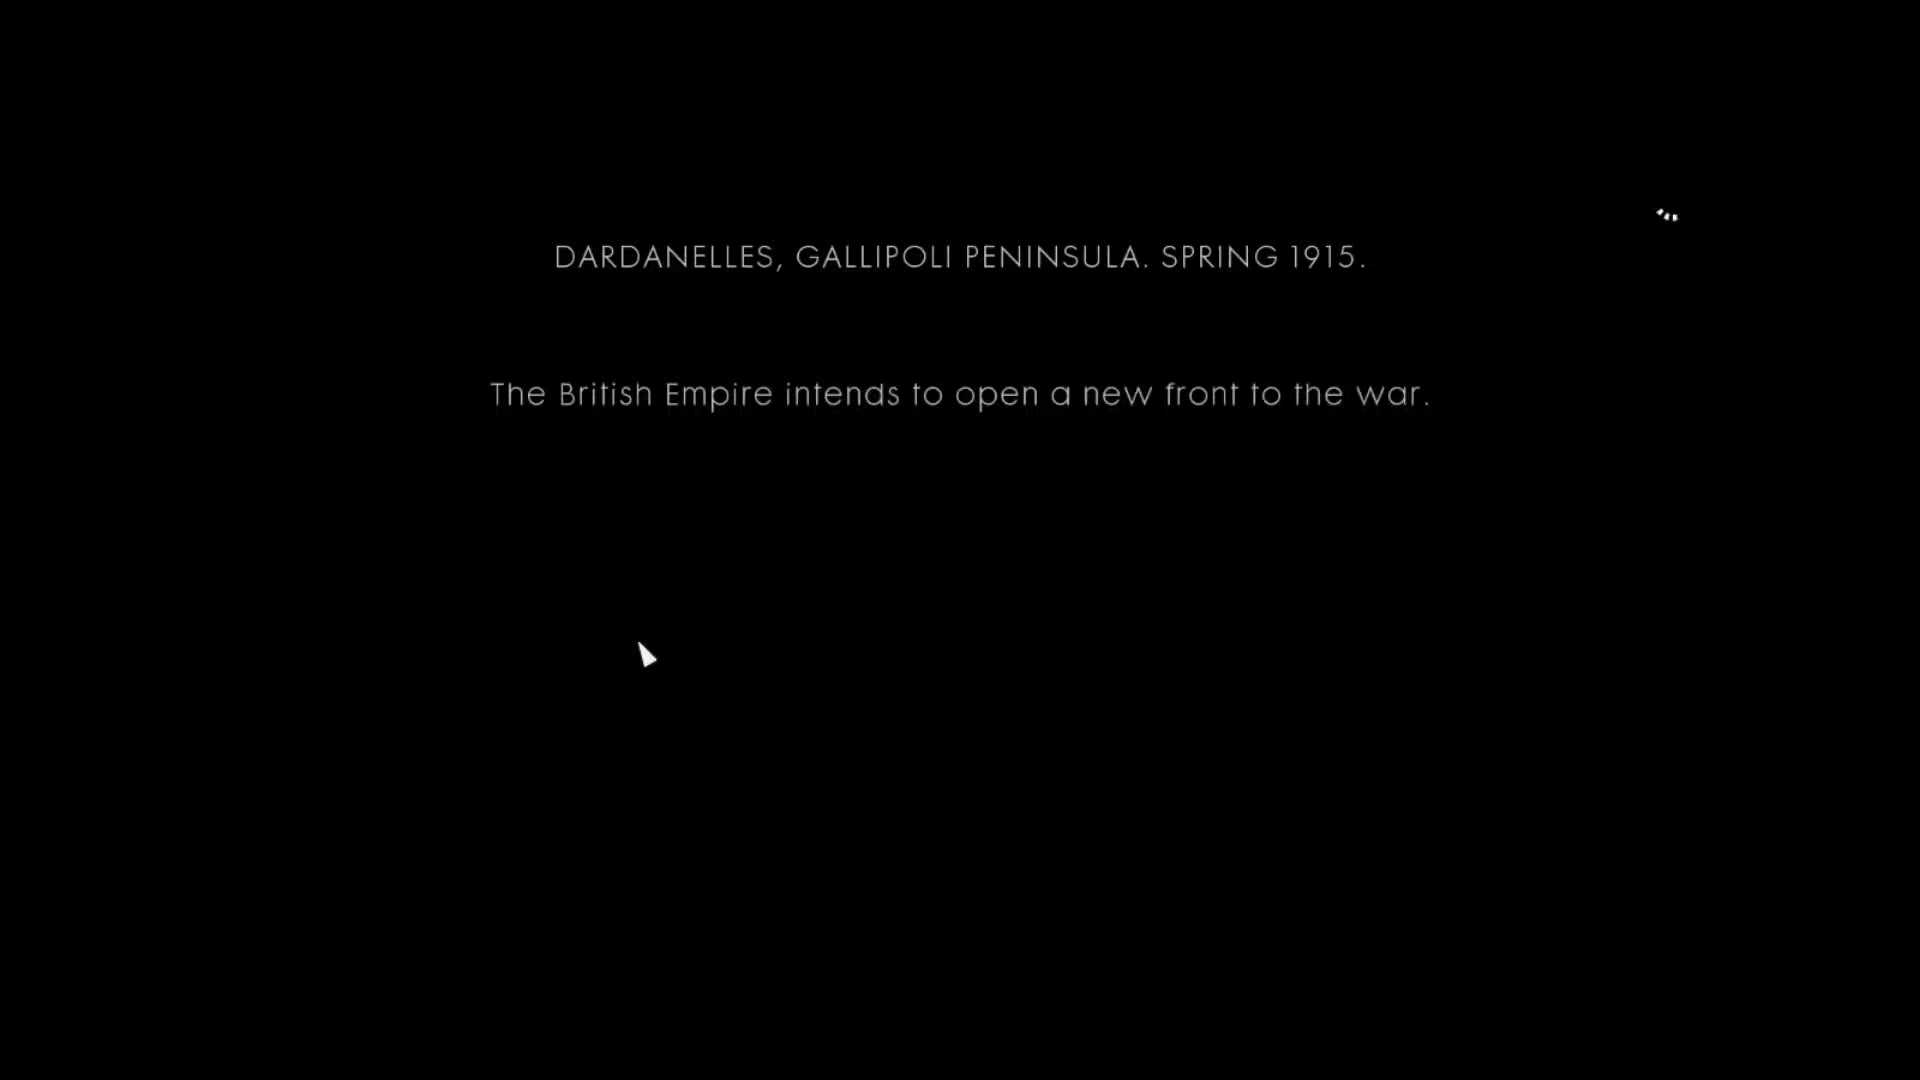 DARDANELLES, GALLIPOLI PENINSULA. SPRING 1915.
The British Empire intends to open a new front to the war.